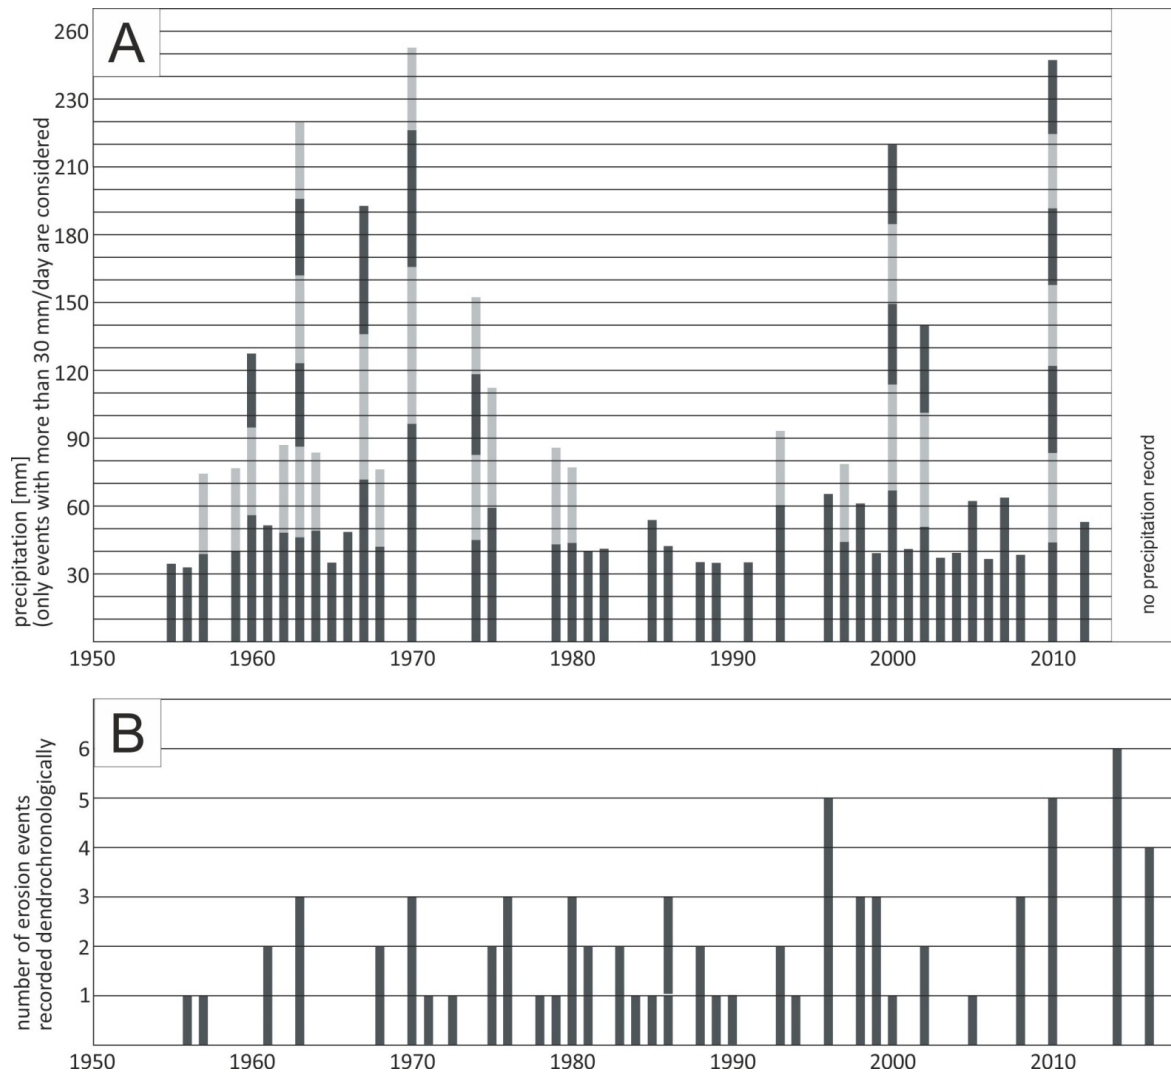 A
260
230
210
180
150
120
90
60
30
precipitation [mm]
(only events with more than 30 mm/day are considered
no precipitation record
1950 1960 1970 1980 1990 2000 2010
B
6
5
4
3
2
1
number of erosion events
recorded dendrochronologically
1950 1960 1970 1980 1990 2000 2010